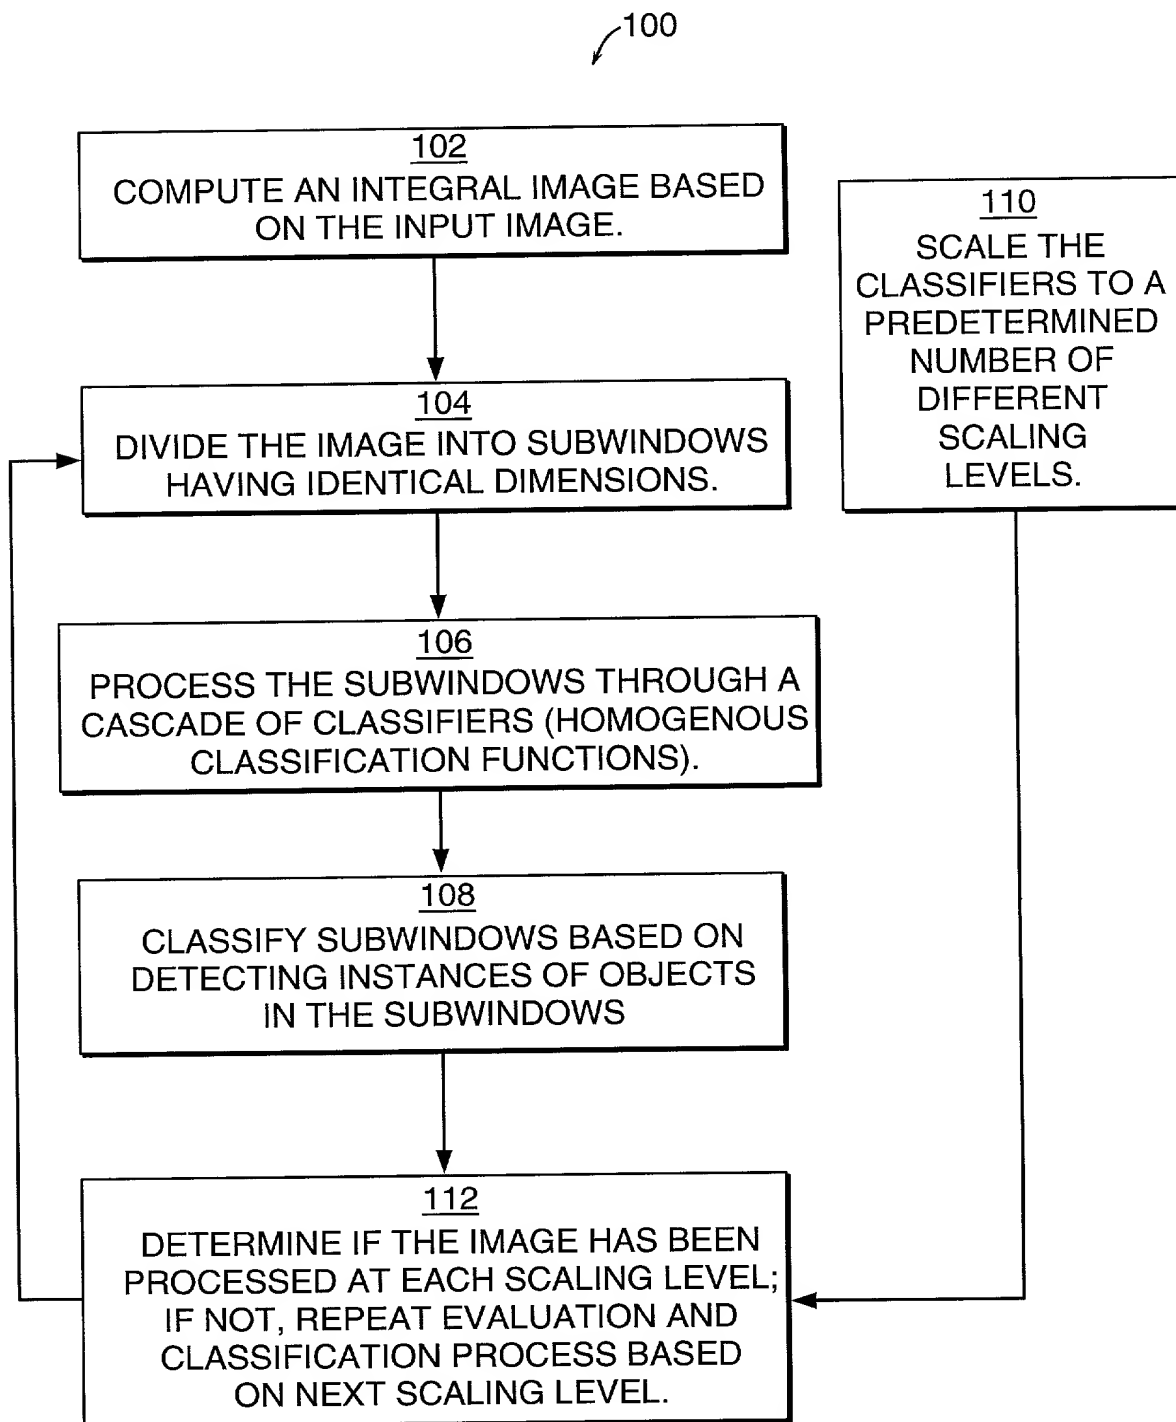 100
102
COMPUTE AN INTEGRAL IMAGE BASED
ON THE INPUT IMAGE.
110
SCALE THE
CLASSIFIERS TO A
PREDETERMINED
NUMBER OF
DIFFERENT
SCALING
LEVELS.
104
DIVIDE THE IMAGE INTO SUBWINDOWS
HAVING IDENTICAL DIMENSIONS.
106
PROCESS THE SUBWINDOWS THROUGH A
CASCADE OF CLASSIFIERS (HOMOGENOUS
CLASSIFICATION FUNCTIONS).
108
CLASSIFY SUBWINDOWS BASED ON
DETECTING INSTANCES OF OBJECTS
IN THE SUBWINDOWS
112
DETERMINE IF THE IMAGE HAS BEEN
PROCESSED AT EACH SCALING LEVEL;
IF NOT, REPEAT EVALUATION AND
CLASSIFICATION PROCESS BASED
ON NEXT SCALING LEVEL.